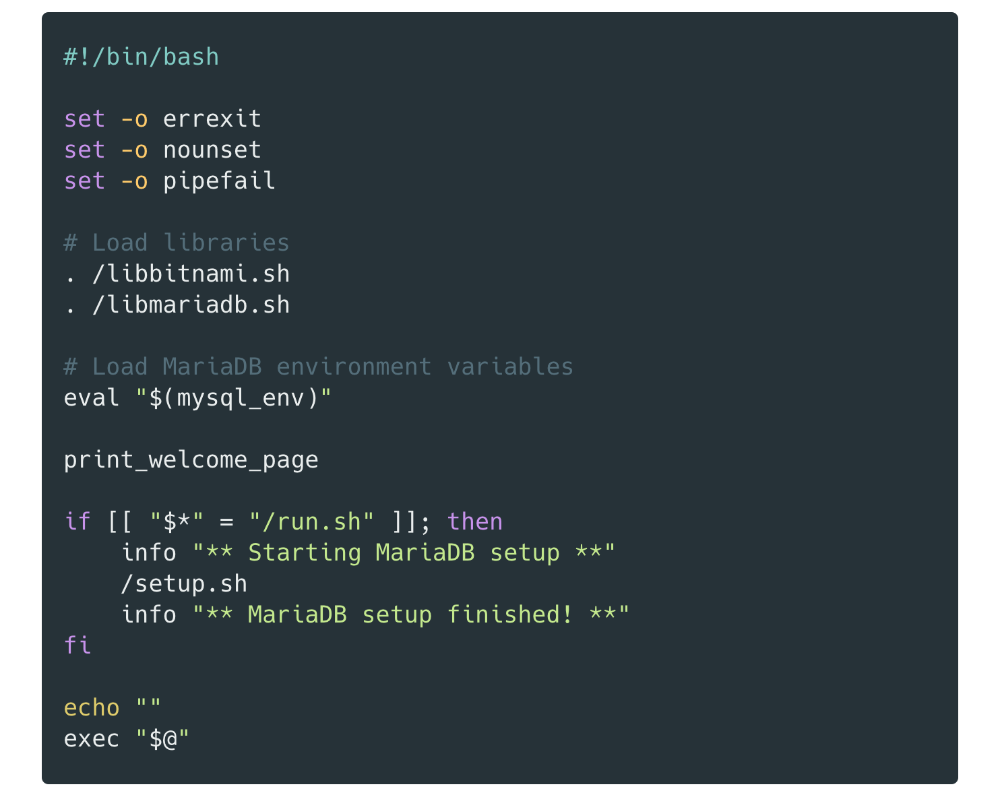 #!/bin/bash
set -o errexit
set -o nounset
set -o pipefail
# Load libraries
. /libbitnami.sh
. /libmariadb.sh
# Load MariaDB environment variables
eval "$(mysql_env)"
print_welcome_page
if [[ "$*" = "/run.sh" ]]; then
    info "** Starting MariaDB setup **"
    /setup.sh
    info "** MariaDB setup finished! **"
fi
echo ""
exec "$@"